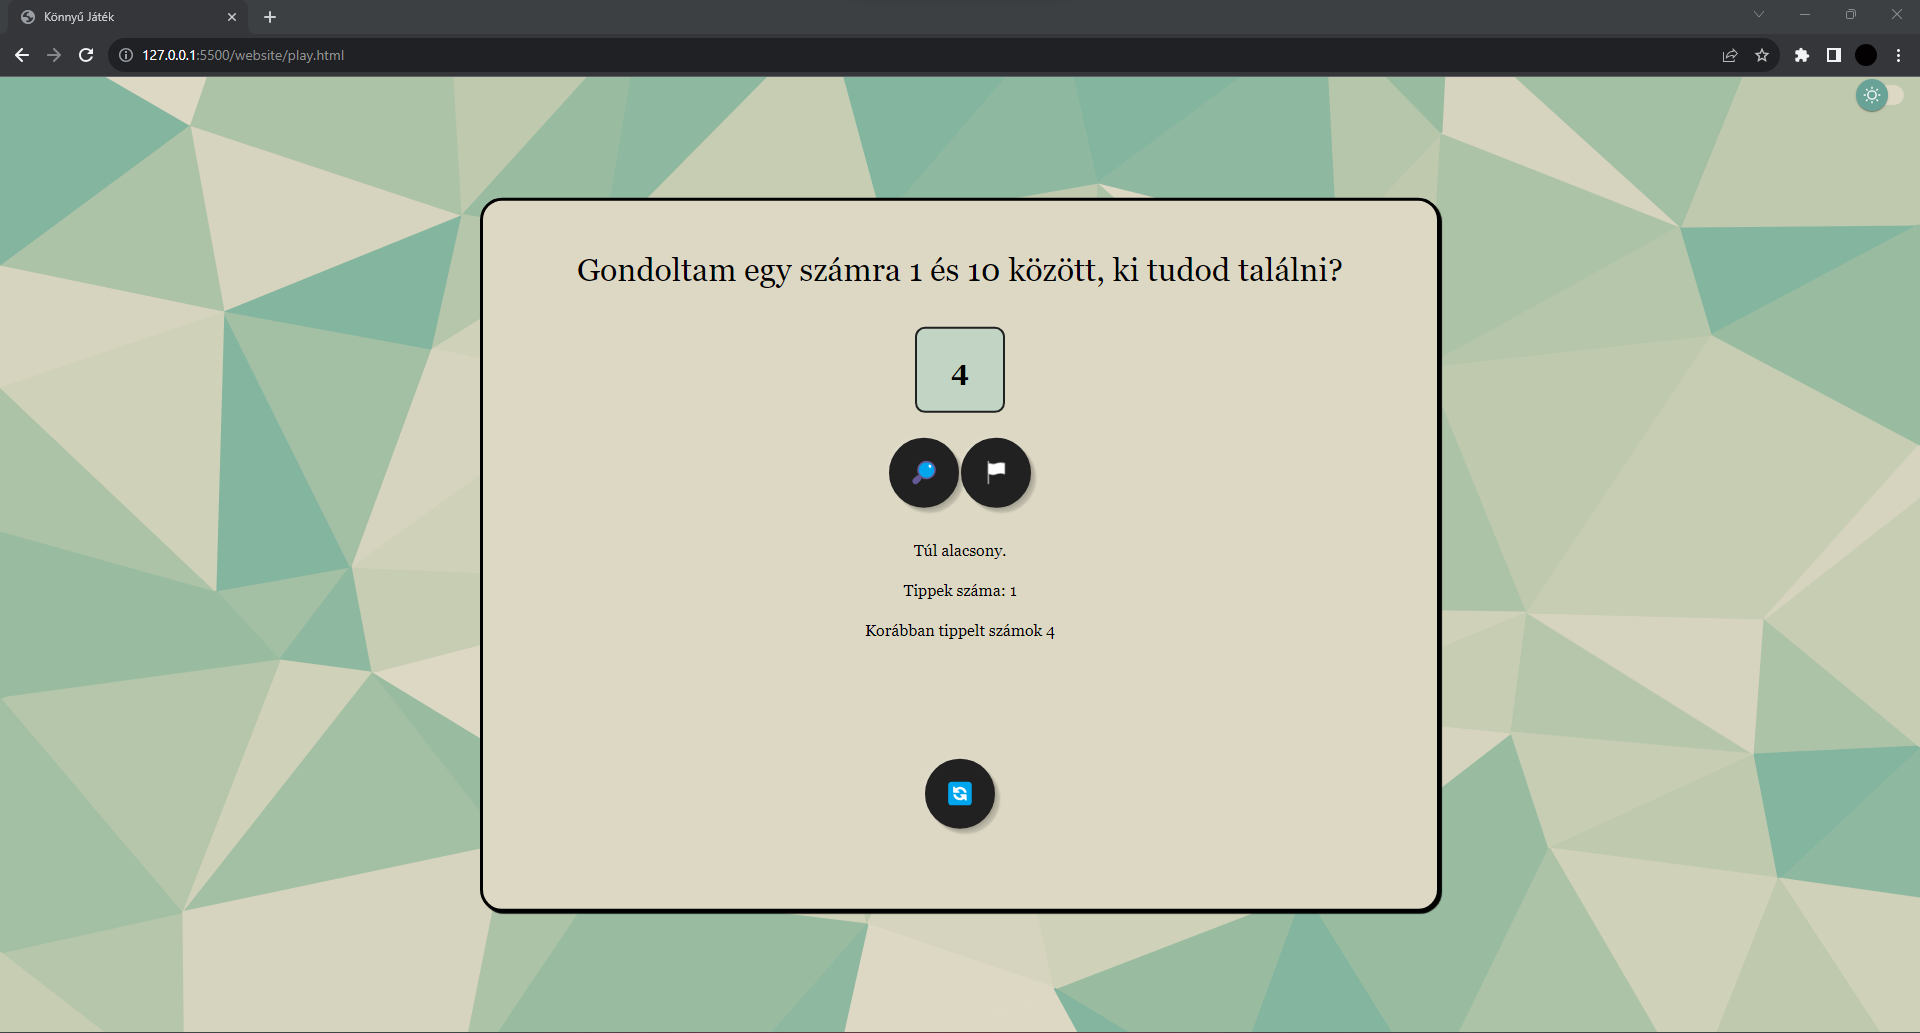 Könnyű Játék
127.0.0.1:5500/website/play.html
Gondoltam egy számra 1 és 10 között, ki tudod találni?
4
Túl alacsony.
Tippek száma: 1
Korábban tippelt számok 4